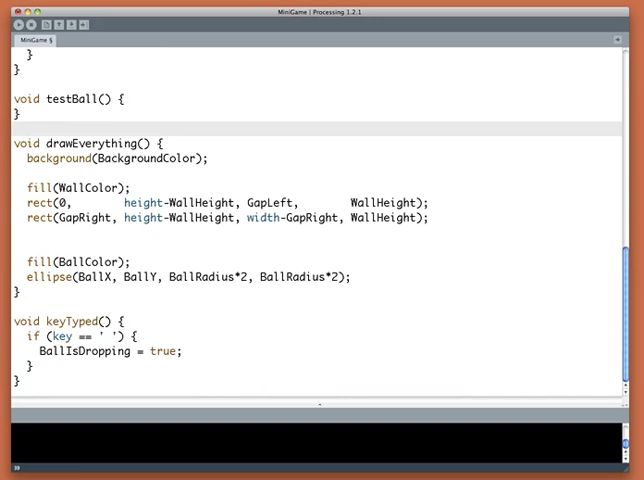 MiniGame | Processing 1.2.1
MiniGame §
}
}
void testBall() {
}
void drawEverything() {
background(BackgroundColor);
fill(WallColor);
rect(0, height-WallHeight, GapLeft, WallHeight);
rect(GapRight, height-WallHeight, width-GapRight, WallHeight);
fill(BallColor);
ellipse(BallX, BallY, BallRadius*2, BallRadius*2);
}
void keyTyped() {
if (key == ' ') {
BallIsDropping = true;
}
}